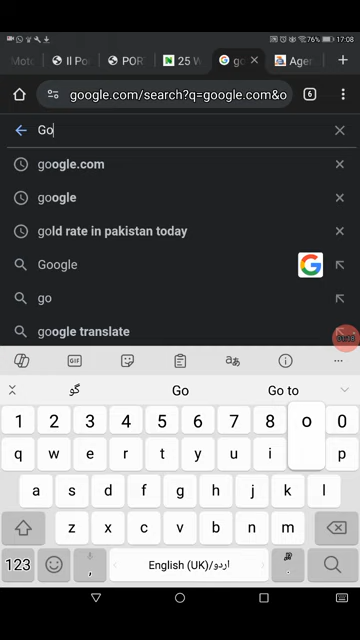 76% 17:08
Moto
Il Po
POR
25 W
go
Agen
google.com/search?q=google.com&o
6
Go
google.com
google
gold rate in pakistan today
Google
go
google translate
GIF
گو Go Go to
1 2 3 4 5 6 7 8 o 0
q w e r t y u i p
a s d f g h j k l
z x c v b n m
123 , English (UK)/اردو .